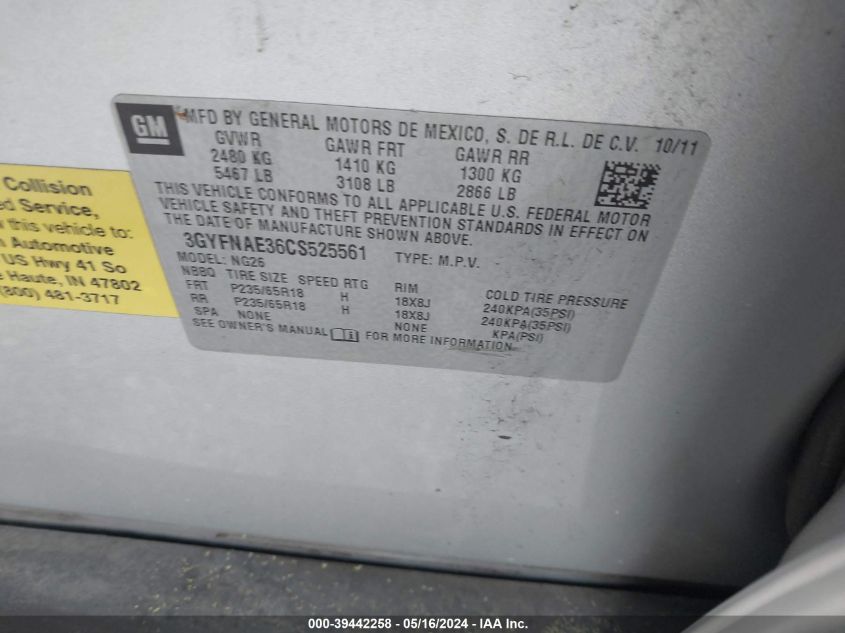 GM
MFD BY GENERAL MOTORS DE MEXICO, S. DE R.L. DE C.V. 10/11
GVWR GAWR FRT GAWR RR
2480 KG 1410 KG 1300 KG
5467 LB 3108 LB 2866 LB
THIS VEHICLE CONFORMS TO ALL APPLICABLE U.S. FEDERAL MOTOR
VEHICLE SAFETY AND THEFT PREVENTION STANDARDS IN EFFECT ON
THE DATE OF MANUFACTURE SHOWN ABOVE.
3GYFNAE36CS525561 TYPE: M.P.V.
MODEL: NG26
NBBQ TIRE SIZE SPEED RTG RIM COLD TIRE PRESSURE
FRT P235/65R18 H 18X8J 240KPA(35PSI)
RR P235/65R18 H 18X8J 240KPA(35PSI)
SPA NONE NONE KPA(PSI)
SEE OWNER'S MANUAL FOR MORE INFORMATION
Collision
Service,
this vehicle to:
Automotive
US Hwy 41 So
Haute, IN 47802
(800) 481-3717
000-39442258 - 05/16/2024 - IAA Inc.